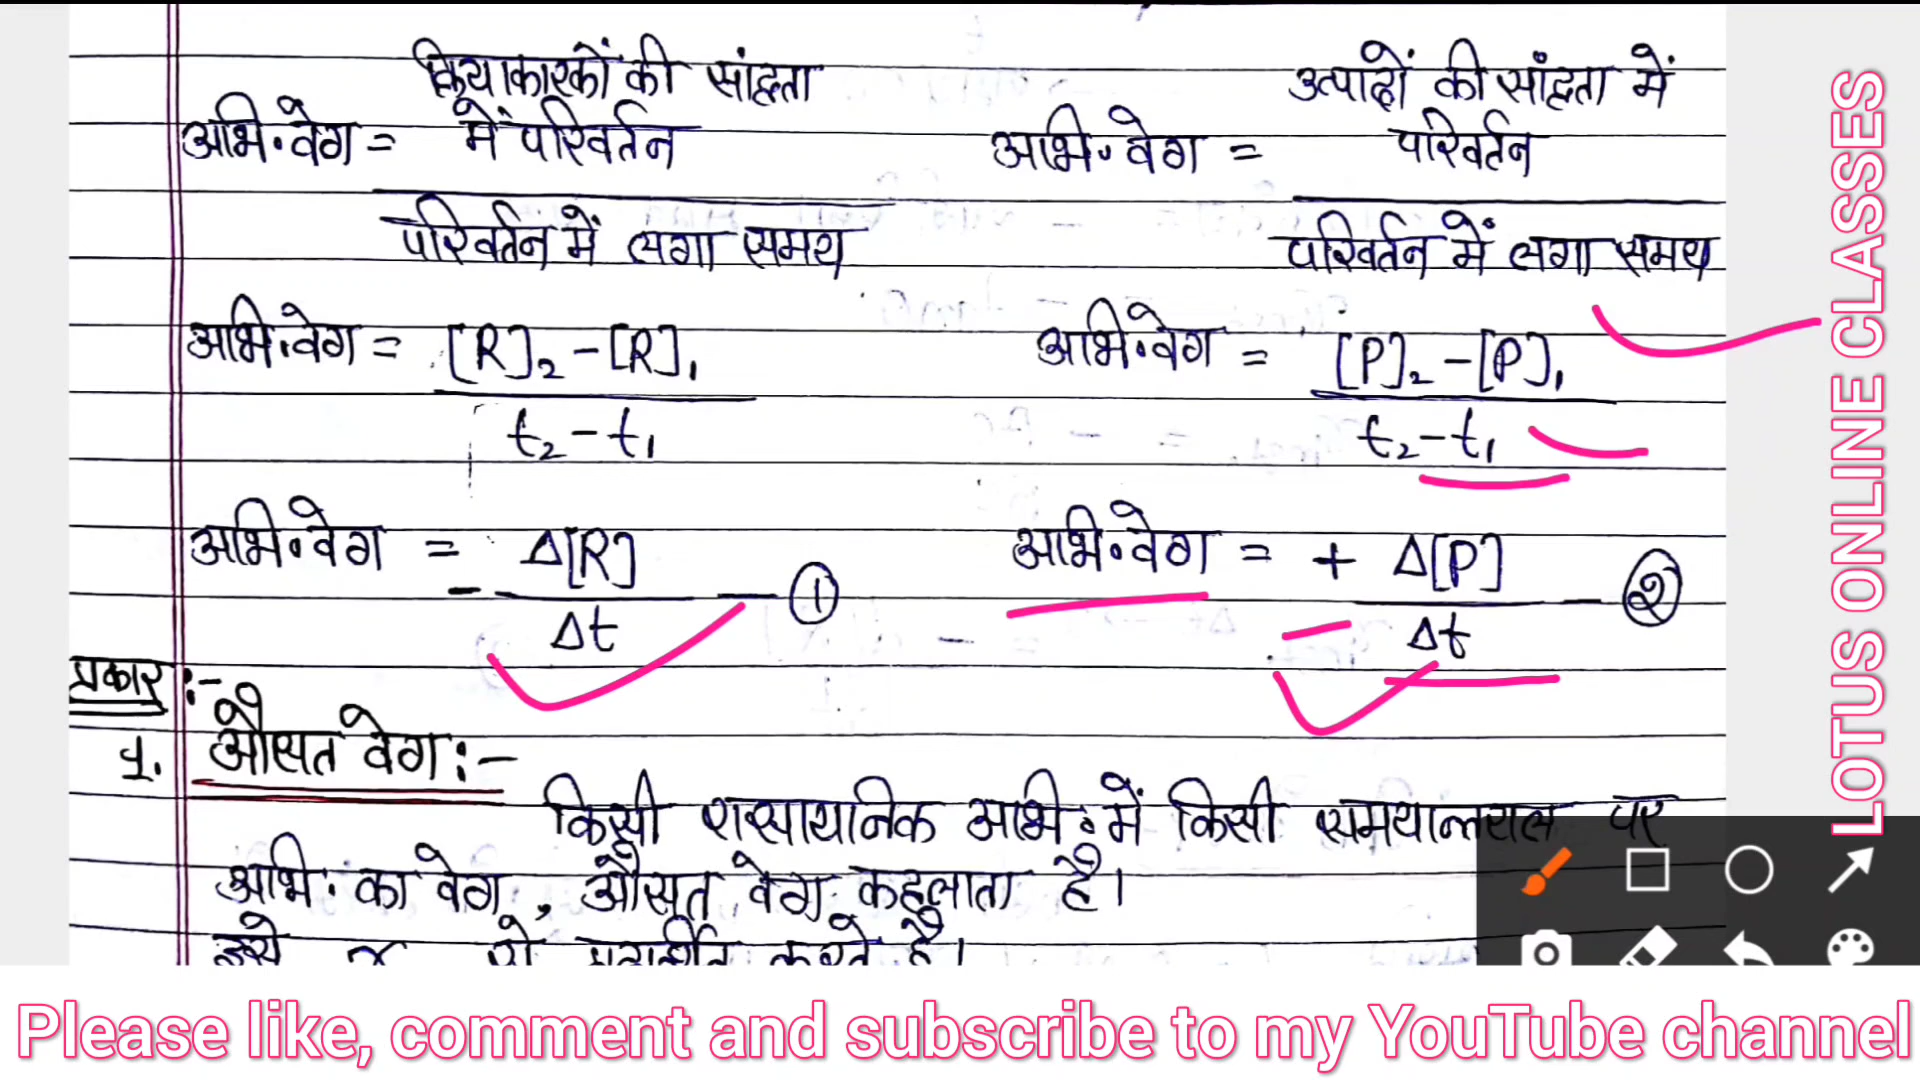 क्रियाकारकों की सांद्रता
अभि.वेग = में परिवर्तन
परिवर्तन में लगा समय
उत्पादों की सांद्रता में
अभि.वेग = परिवर्तन
परिवर्तन में लगा समय
अभि.वेग = [R]₂ - [R]₁
t₂ - t₁
अभि.वेग = [P]₂ - [P]₁
t₂ - t₁
अभि.वेग = - Δ[R] — ①
Δt
अभि.वेग = + Δ[P] — ②
Δt
प्रकार :-
1. औसत वेग :-
किसी रासायनिक अभि. में किसी समयान्तराल पर
अभि. का वेग, औसत वेग कहलाता है।
इसे से प्रदर्शित करते है।
LOTUS ONLINE CLASSES
Please like, comment and subscribe to my YouTube channel